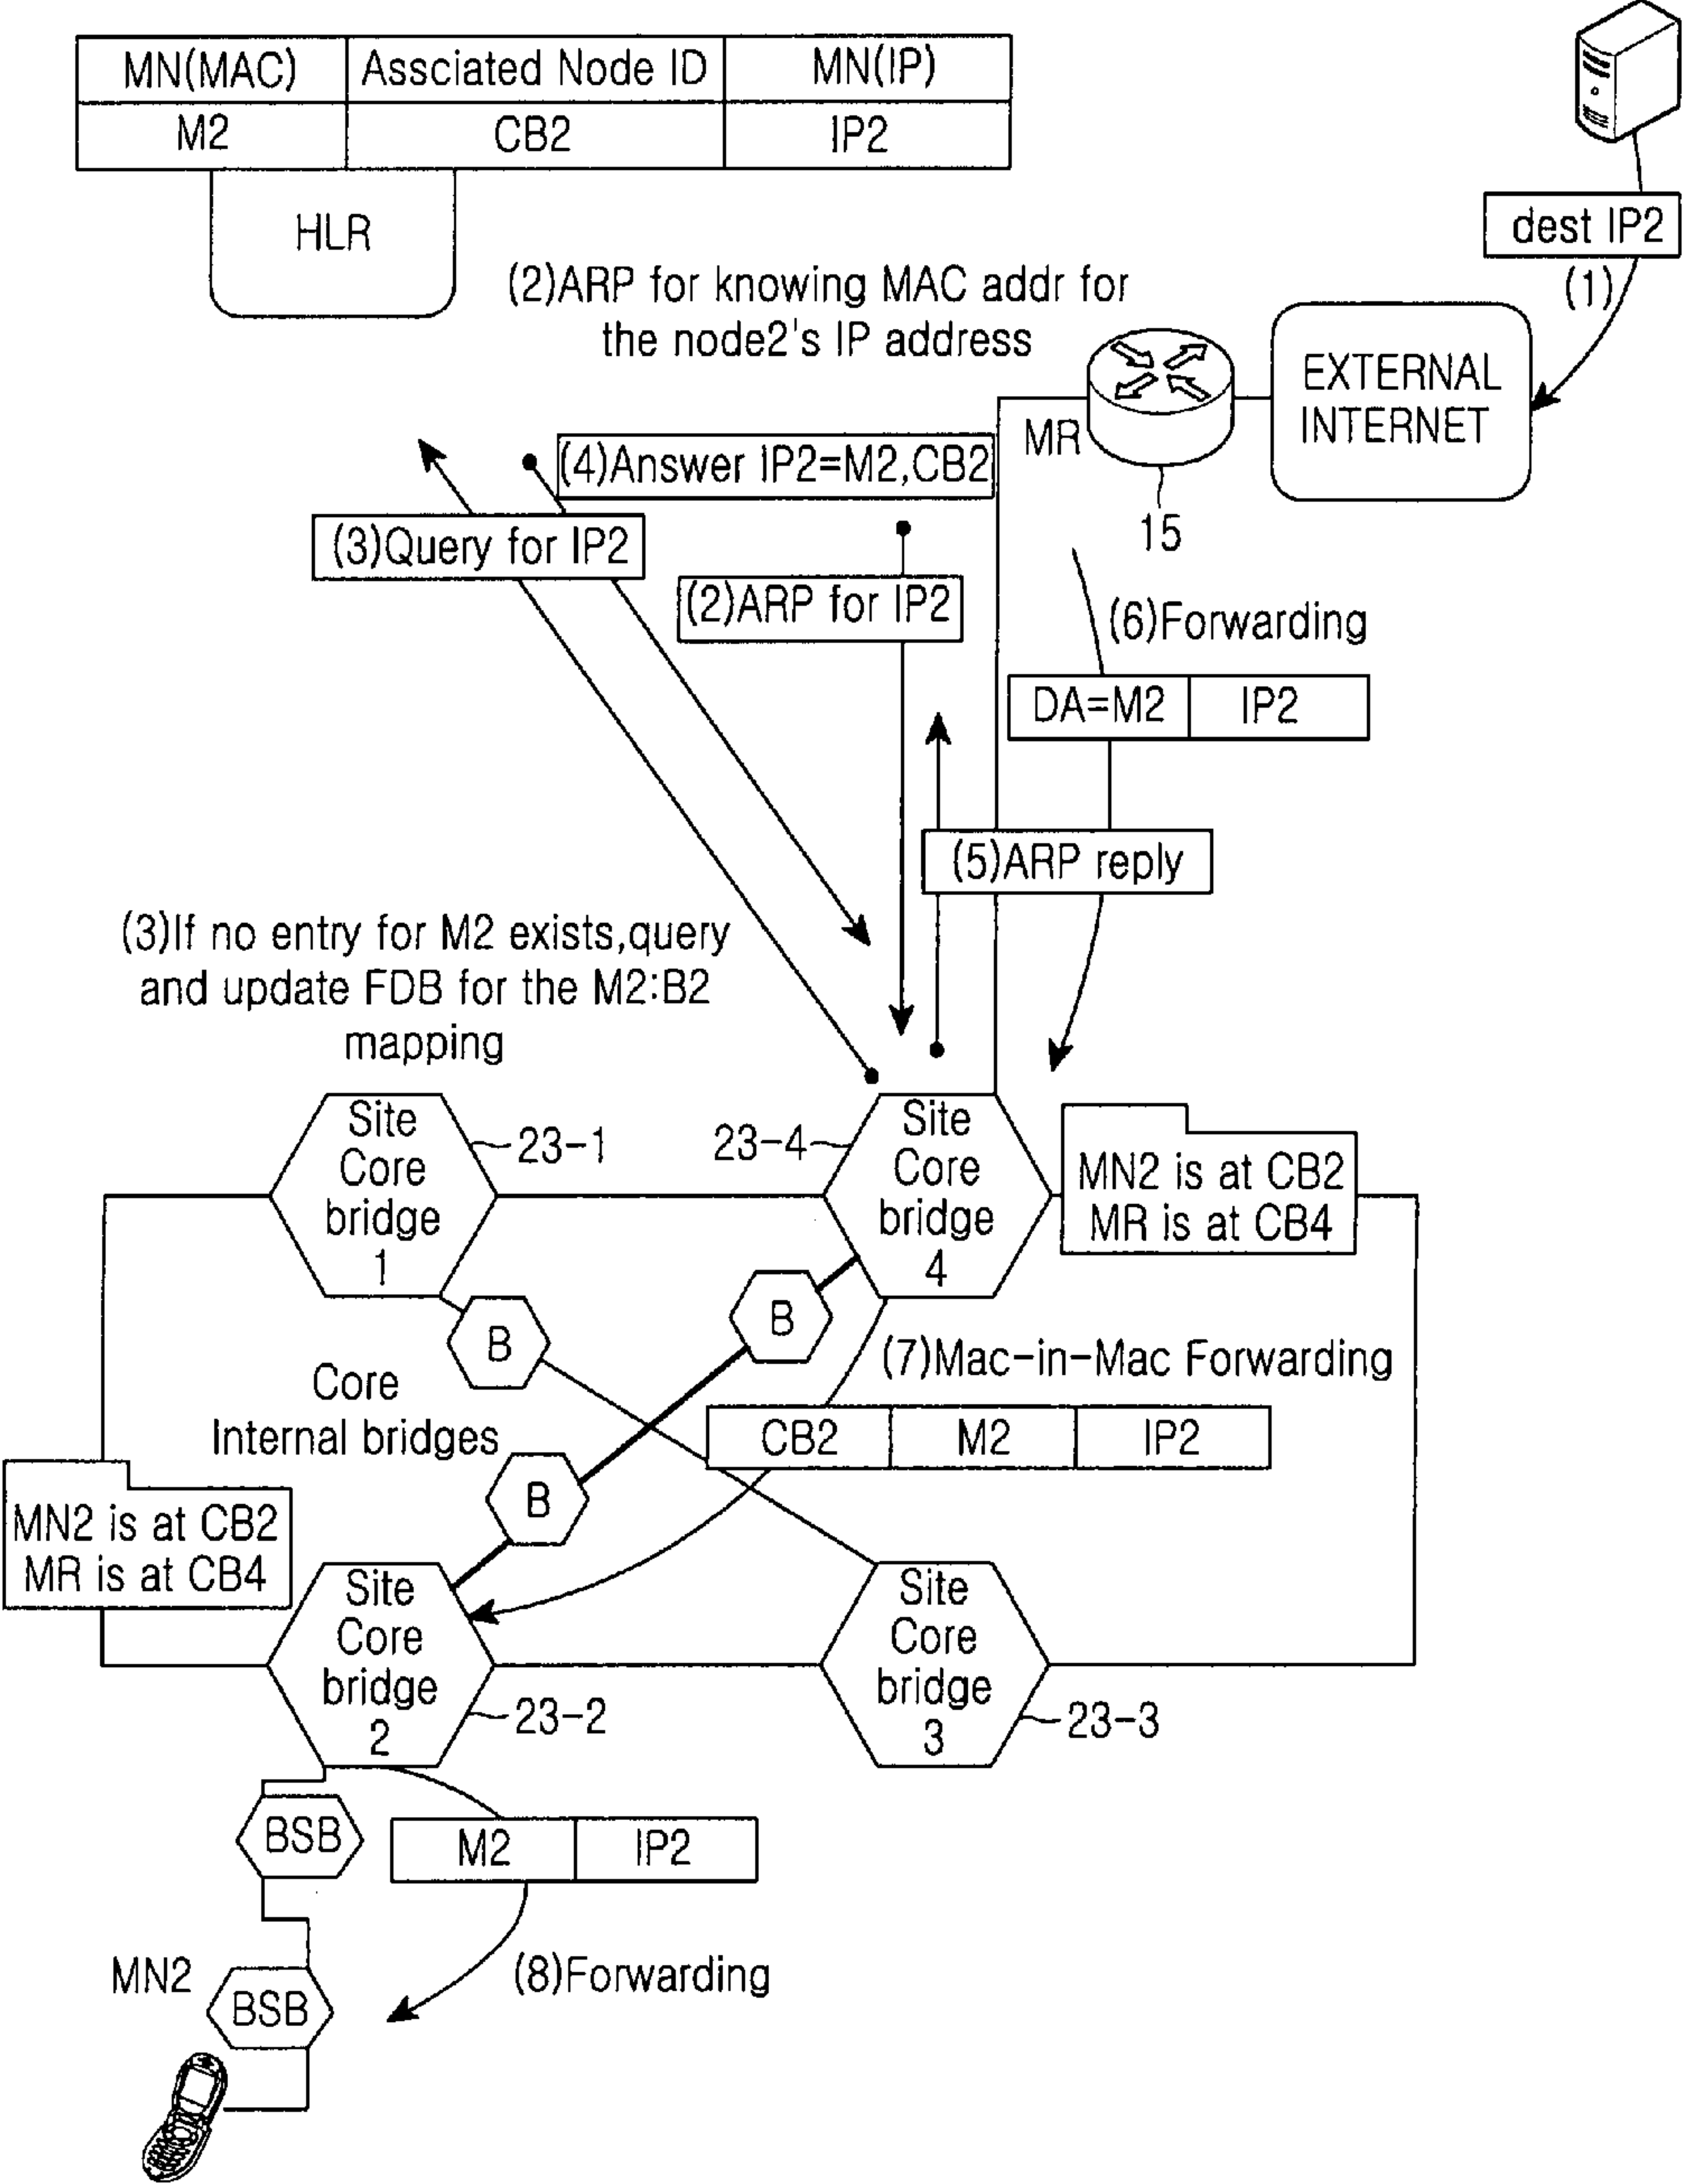 MN(MAC) Assciated Node ID MN(IP)
M2 CB2 IP2
HLR
dest IP2
(1)
(2)ARP for knowing MAC addr for
the node2's IP address
EXTERNAL
INTERNET
MR
15
(4)Answer IP2=M2,CB2
(3)Query for IP2
(2)ARP for IP2
(6)Forwarding
DA=M2 IP2
(5)ARP reply
(3)If no entry for M2 exists,query
and update FDB for the M2:B2
mapping
Site
Core
bridge
1
23-1
23-4
Site
Core
bridge
4
MN2 is at CB2
MR is at CB4
B
B
(7)Mac-in-Mac Forwarding
Core
Internal bridges
CB2 M2 IP2
B
MN2 is at CB2
MR is at CB4
Site
Core
bridge
2
23-2
Site
Core
bridge
3
23-3
BSB
M2 IP2
(8)Forwarding
MN2
BSB